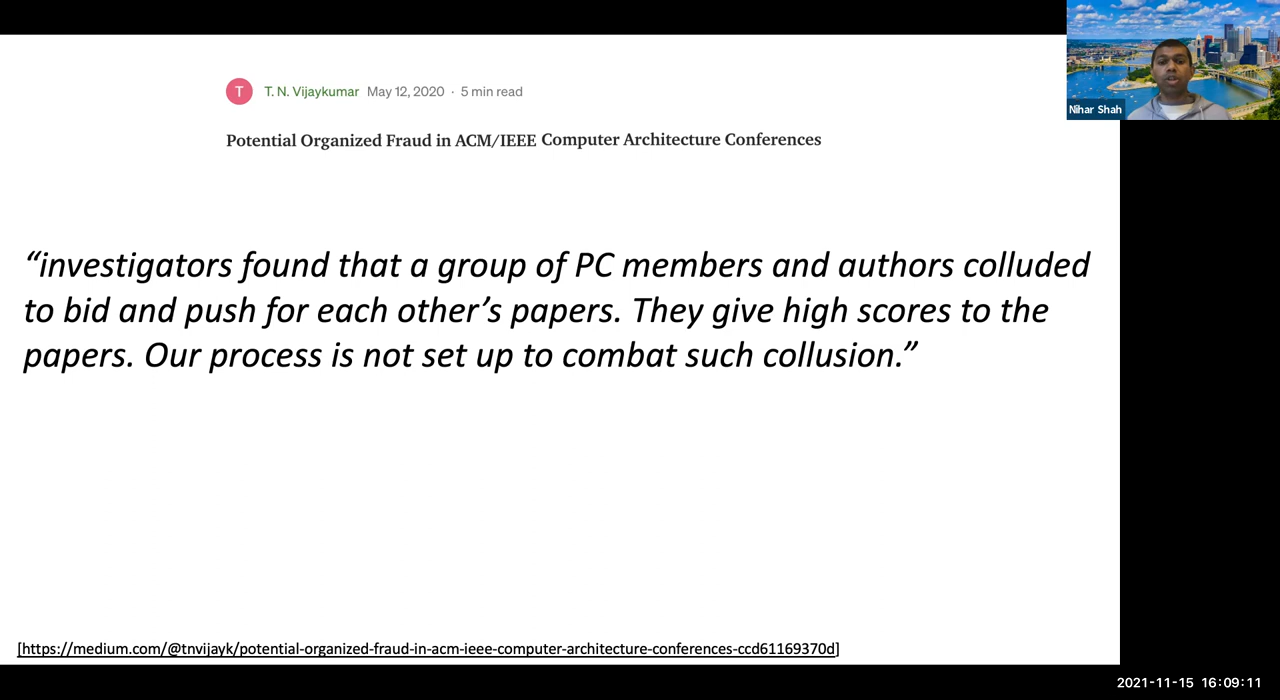 T
T. N. Vijaykumar May 12, 2020 · 5 min read
Nihar Shah
Potential Organized Fraud in ACM/IEEE Computer Architecture Conferences
“investigators found that a group of PC members and authors colluded
to bid and push for each other’s papers. They give high scores to the
papers. Our process is not set up to combat such collusion.”
[https://medium.com/@tnvijayk/potential-organized-fraud-in-acm-ieee-computer-architecture-conferences-ccd61169370d]
2021-11-15 16:09:11